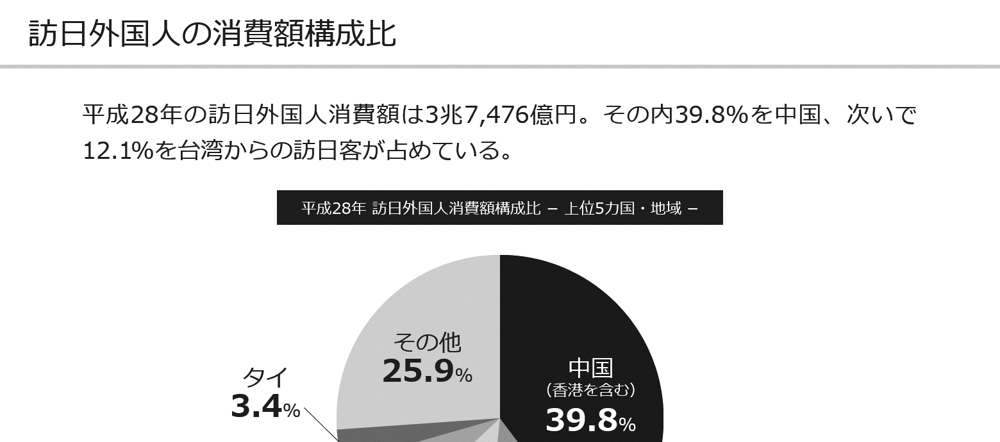 訪日外国人の消費額構成比
平成28年の訪日外国人消費額は3兆7,476億円。その内39.8%を中国、次いで
12.1%を台湾からの訪日客が占めている。
平成28年 訪日外国人消費額構成比 − 上位5カ国・地域 −
その他
25.9%
タイ
3.4%
中国
（香港を含む）
39.8%